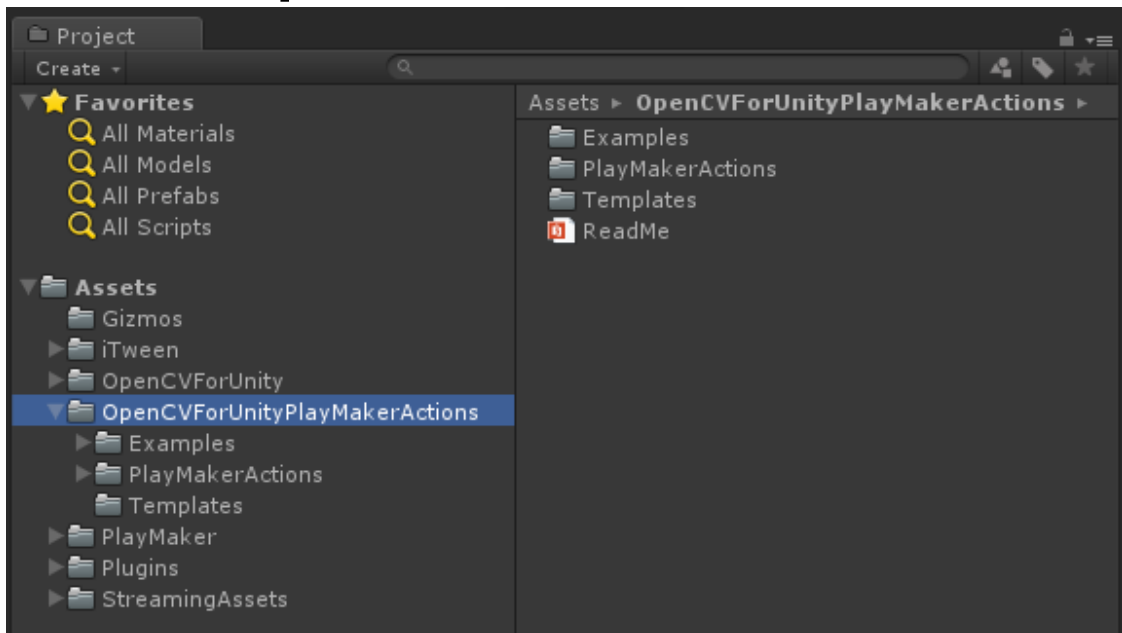 Project
Create
Favorites
All Materials
All Models
All Prefabs
All Scripts
Assets
Gizmos
iTween
OpenCVForUnity
OpenCVForUnityPlayMakerActions
Examples
PlayMakerActions
Templates
PlayMaker
Plugins
StreamingAssets
Assets ▸ OpenCVForUnityPlayMakerActions ▸
Examples
PlayMakerActions
Templates
ReadMe